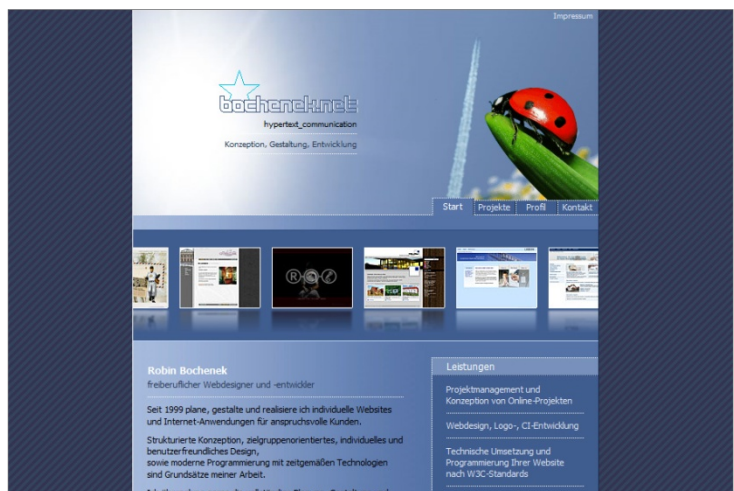 Impressum
bochenek.net
hypertext_communication
Konzeption, Gestaltung, Entwicklung
Start Projekte Profil Kontakt
Robin Bochenek
freiberuflicher Webdesigner und -entwickler
Seit 1999 plane, gestalte und realisiere ich individuelle Websites
und Internet-Anwendungen für anspruchsvolle Kunden.
Strukturierte Konzeption, zielgruppenorientiertes, individuelles und
benutzerfreundliches Design,
sowie moderne Programmierung mit zeitgemäßen Technologien
sind Grundsätze meiner Arbeit.
Leistungen
Projektmanagement und
Konzeption von Online-Projekten
Webdesign, Logo-, CI-Entwicklung
Technische Umsetzung und
Programmierung Ihrer Website
nach W3C-Standards